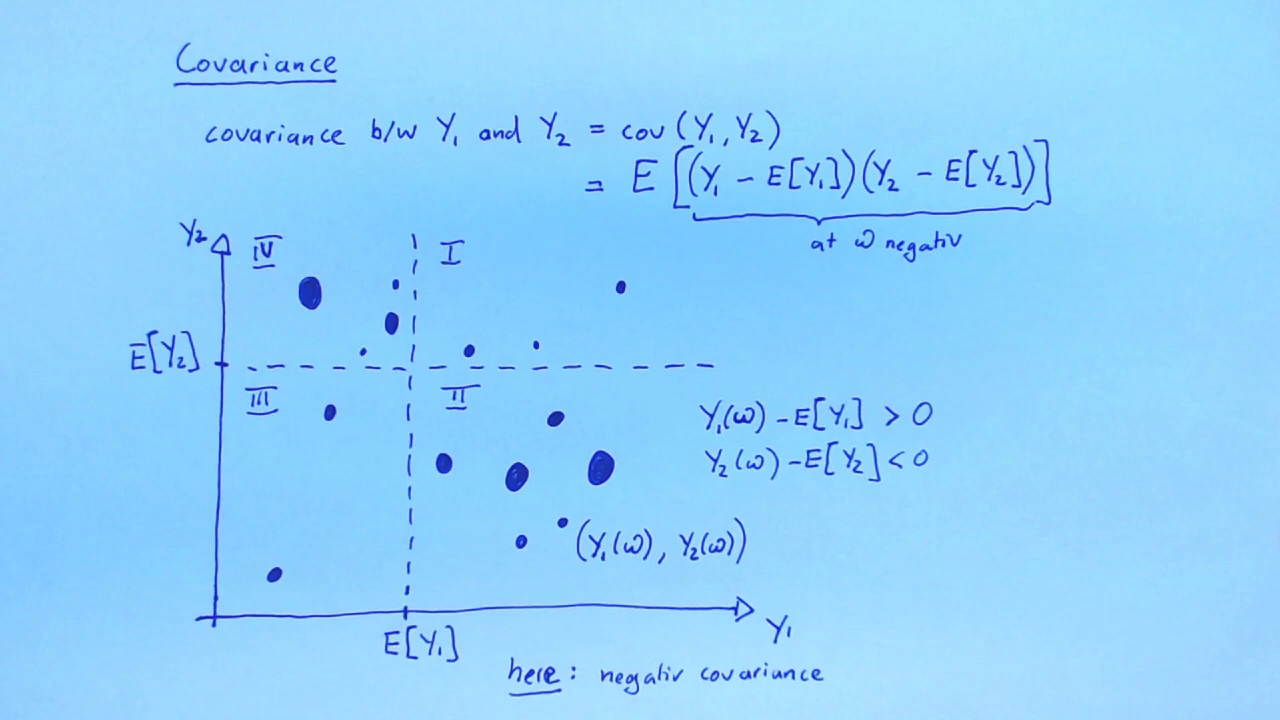 Covariance
covariance b/w Y₁ and Y₂ = cov(Y₁, Y₂)
= E[(Y₁ - E[Y₁])(Y₂ - E[Y₂])]
at ω negativ
Y₂
IV
I
E[Y₂]
III
II
Y₁(ω) - E[Y₁] > 0
Y₂(ω) - E[Y₂] < 0
(Y₁(ω), Y₂(ω))
Y₁
E[Y₁]
here: negativ covariance